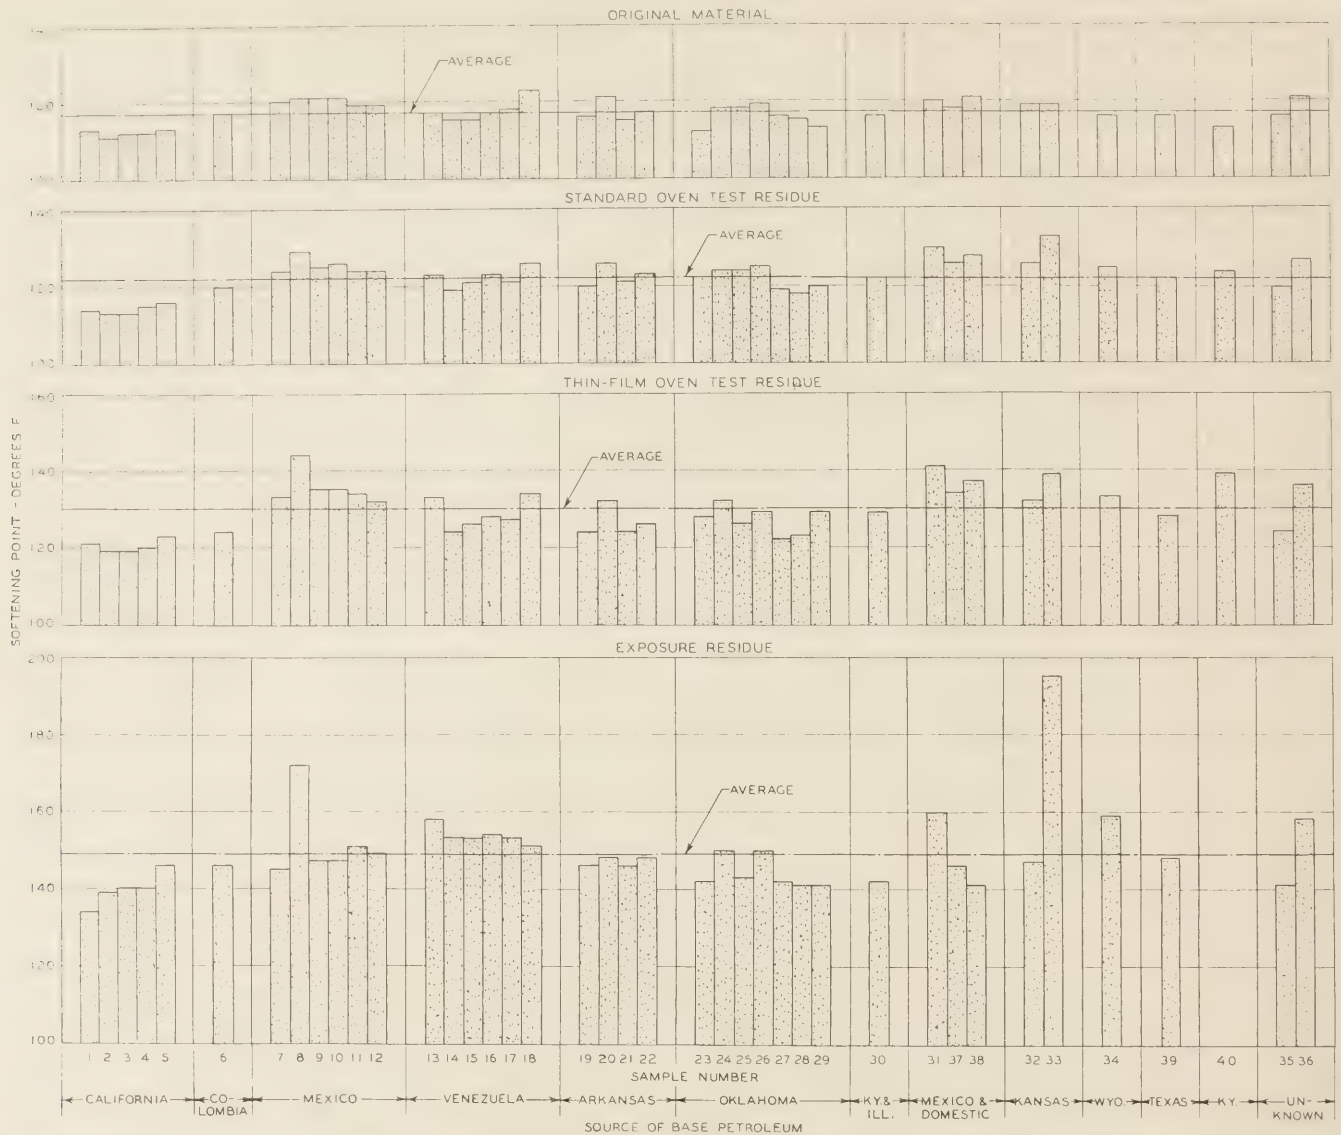 ORIGINAL MATERIAL
AVERAGE
STANDARD OVEN TEST RESIDUE
140
AVERAGE
120
100
THIN-FILM OVEN TEST RESIDUE
160
AVERAGE
140
120
100
SOFTENING POINT - DEGREES F
EXPOSURE RESIDUE
200
180
160
AVERAGE
140
120
100
1 2 3 4 5 6 7 8 9 10 11 12 13 14 15 16 17 18 19 20 21 22 23 24 25 26 27 28 29 30 31 37 38 32 33 34 39 40 35 36
SAMPLE NUMBER
CALIFORNIA CO- MEXICO VENEZUELA ARKANSAS OKLAHOMA KY.& MEXICO & KANSAS WYO. TEXAS KY. UN-
LOMBIA ILL. DOMESTIC KNOWN
SOURCE OF BASE PETROLEUM